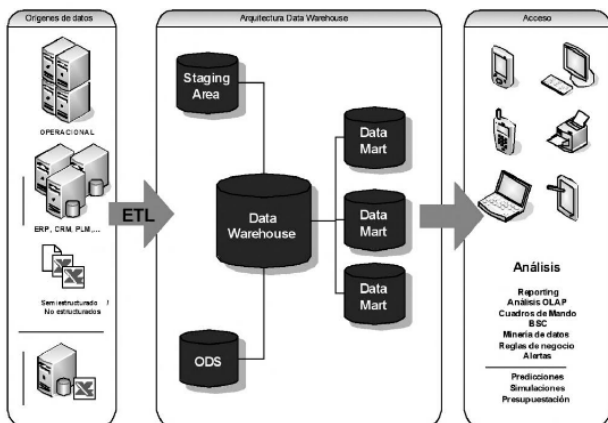 Orígenes de datos
OPERACIONAL
ERP, CRM, PLM,...
Semiestructurado /
No estructurados
ETL
Arquitectura Data Warehouse
Staging
Area
Data
Warehouse
ODS
Data
Mart
Data
Mart
Data
Mart
Acceso
Análisis
Reporting
Análisis OLAP
Cuadros de Mando
BSC
Minería de datos
Reglas de negocio
Alertas
Predicciones
Simulaciones
Presupuestación